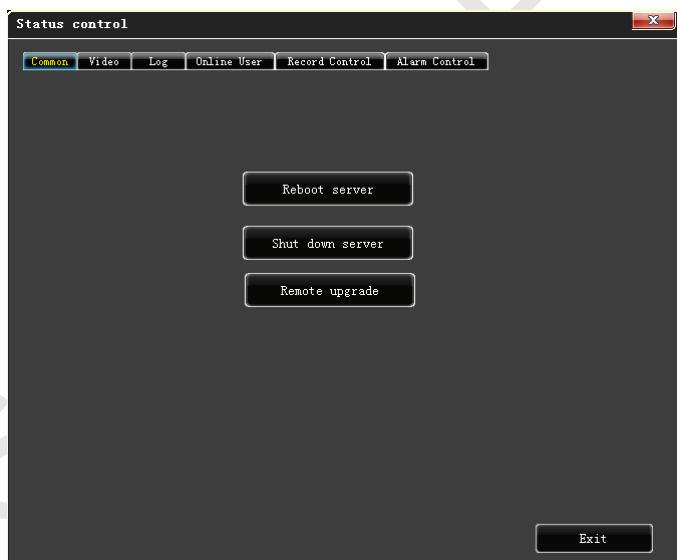 Status control
Common Video Log Online User Record Control Alarm Control
Reboot server
Shut down server
Remote upgrade
Exit